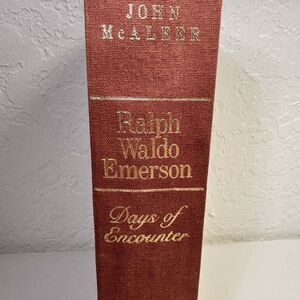 JOHN
McALEER
Ralph
Waldo
Emerson
Days of
Encounter